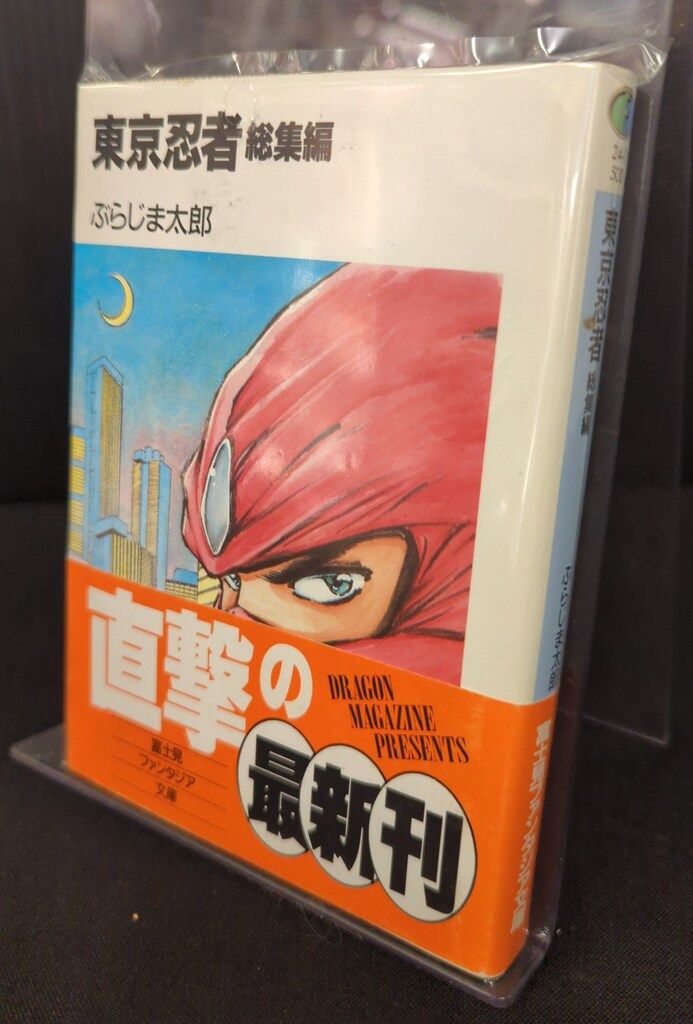 東京忍者 総集編
ぶらじま太郎
直撃の
DRAGON
MAGAZINE
PRESENTS
富士見
ファンタジア
文庫
最新刊
東京忍者 総集編
ぶらじま太郎
富士見ファンタジア文庫